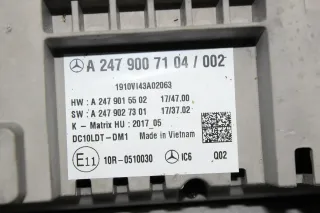 A 247 900 71 04 / 002
1910VI43A02063
HW : A 247 901 55 02 17/47.00
SW : A 247 902 73 01 17/37.02
K - Matrix HU : 2017_05
DC10LDT-DM1 Made in Vietnam
E11 10R-0510030 IC6 Q02